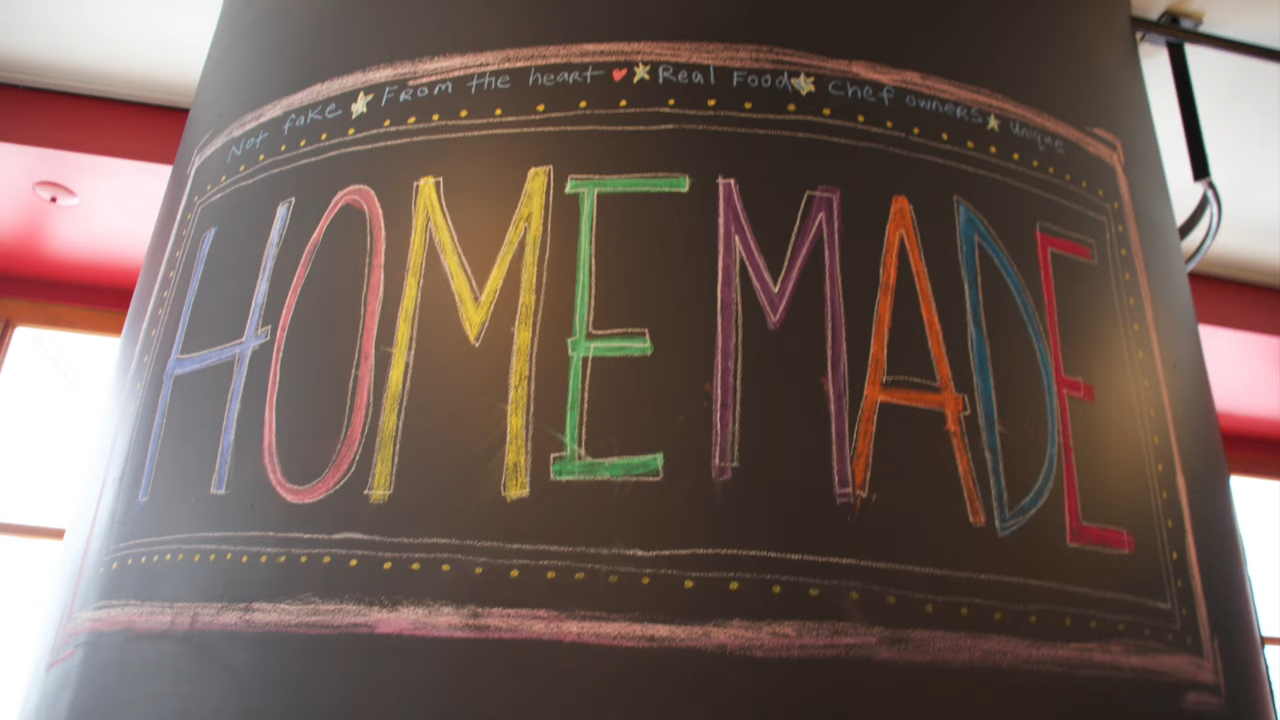 Not fake ⭐ From the heart ❤️⭐ Real Food ⭐ chef owners ⭐ unique
HOMEMADE